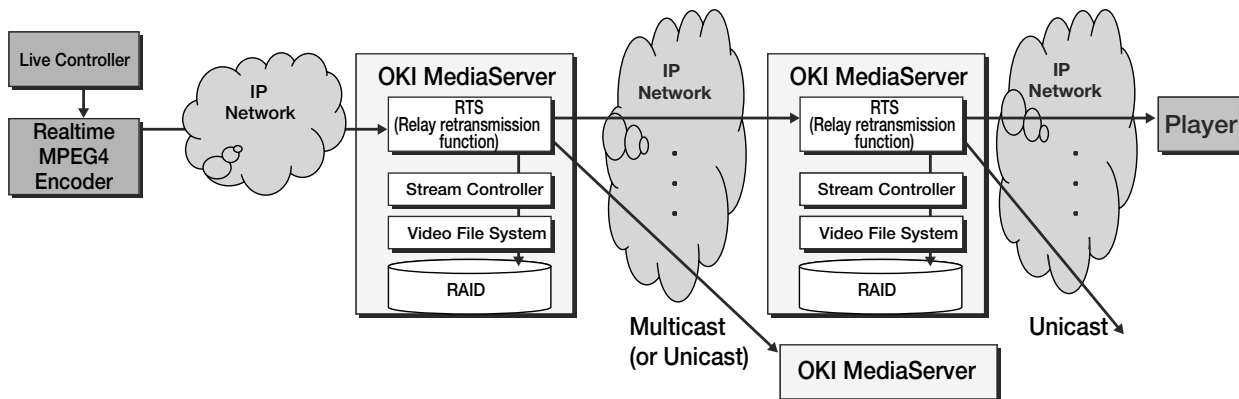 Live Controller
Realtime
MPEG4
Encoder
IP
Network
OKI MediaServer
RTS
(Relay retransmission
function)
Stream Controller
Video File System
RAID
IP
Network
Multicast
(or Unicast)
OKI MediaServer
RTS
(Relay retransmission
function)
Stream Controller
Video File System
RAID
OKI MediaServer
IP
Network
Unicast
Player